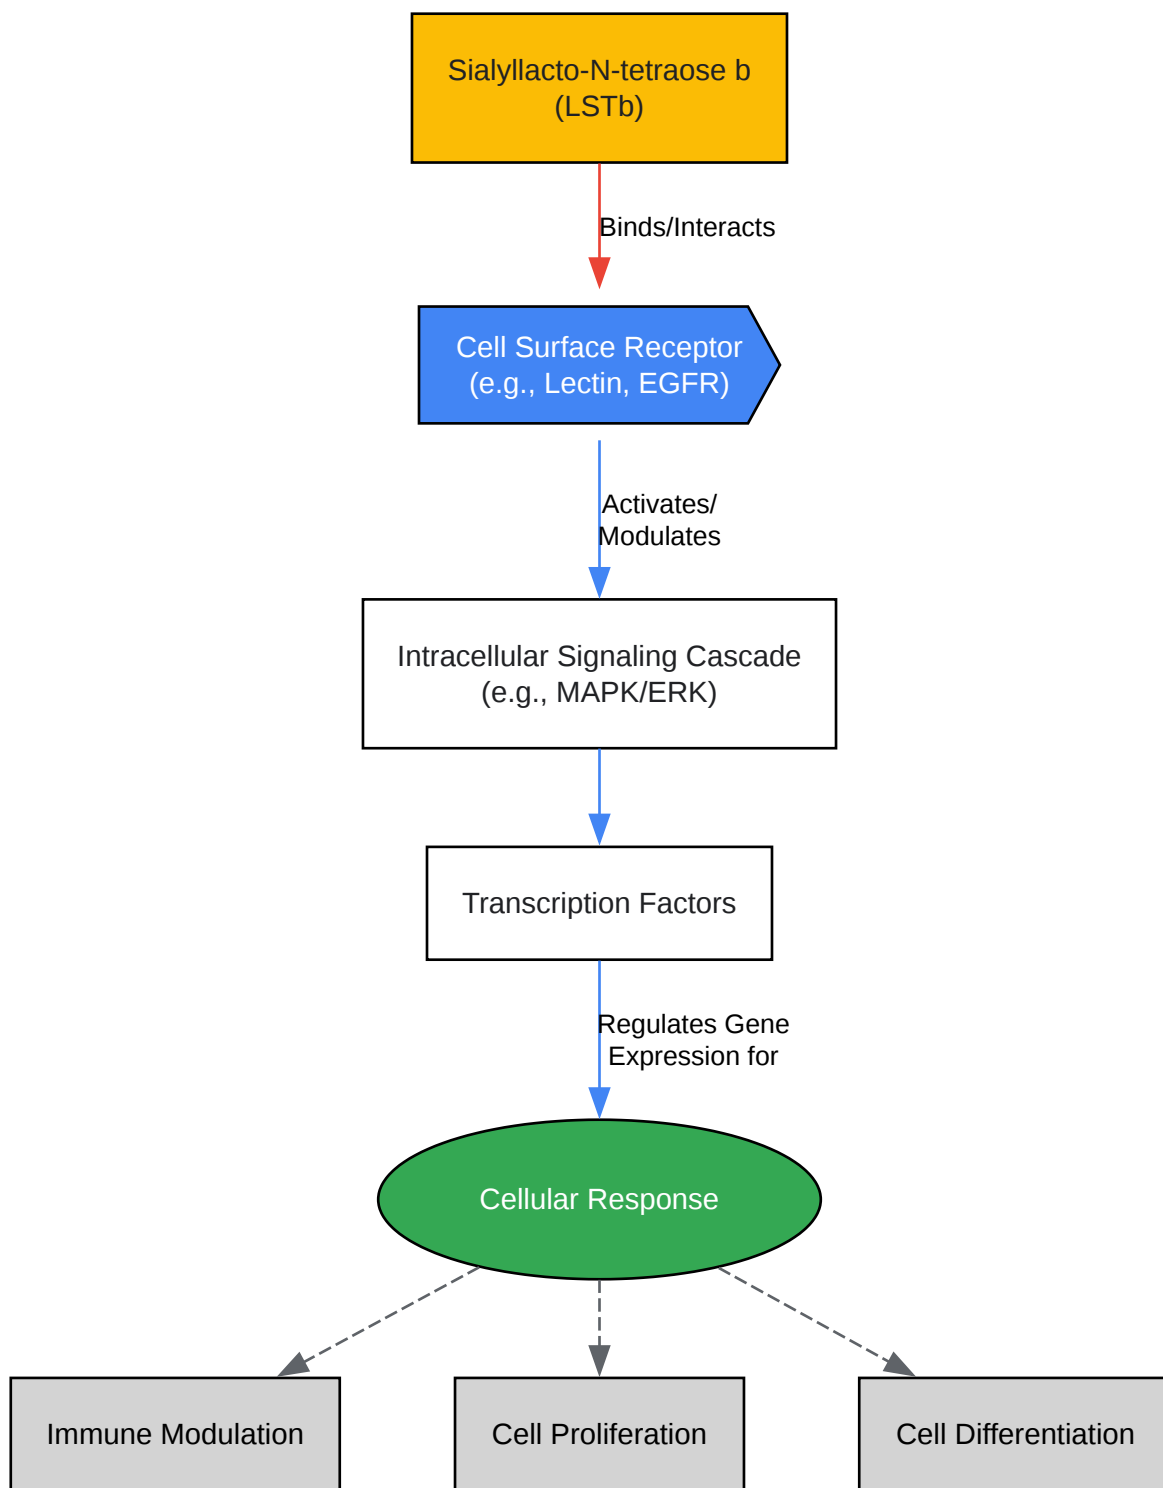 Sialyllacto-N-tetraose b
(LSTb)
Binds/Interacts
Cell Surface Receptor
(e.g., Lectin, EGFR)
Activates/
Modulates
Intracellular Signaling Cascade
(e.g., MAPK/ERK)
Transcription Factors
Regulates Gene
Expression for
Cellular Response
Immune Modulation
Cell Proliferation
Cell Differentiation